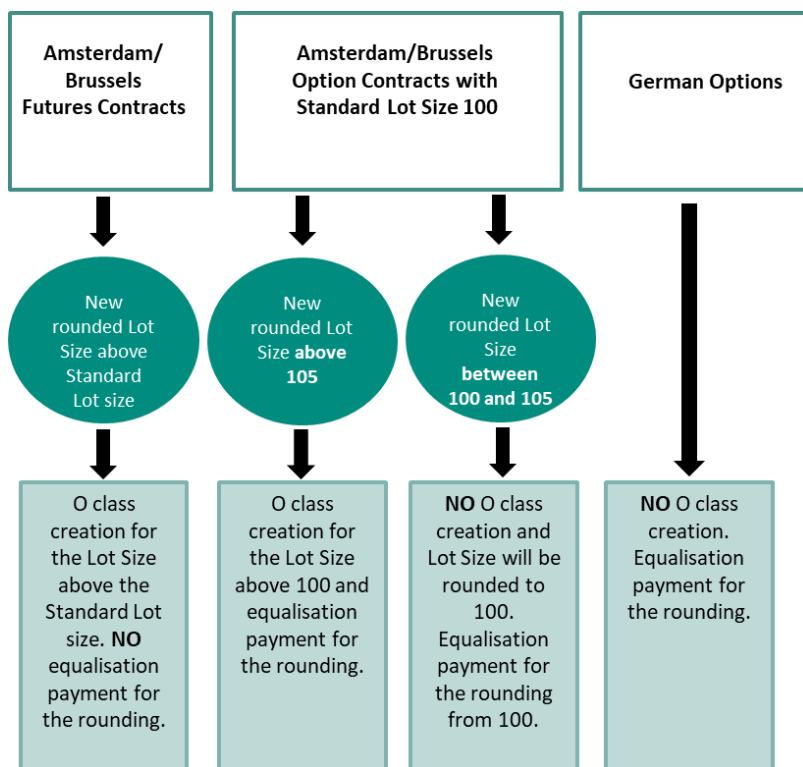 Amsterdam/
Brussels
Futures Contracts
Amsterdam/Brussels
Option Contracts with
Standard Lot Size 100
German Options
New
rounded Lot
Size above
Standard
Lot size
New
rounded Lot
Size above
105
New
rounded Lot
Size
between
100 and 105
O class
creation for
the Lot Size
above the
Standard Lot
size. NO
equalisation
payment for
the rounding.
O class
creation for
the Lot Size
above 100 and
equalisation
payment for
the rounding.
NO O class
creation and
Lot Size will be
rounded to
100.
Equalisation
payment for
the rounding
from 100.
NO O class
creation.
Equalisation
payment for
the rounding.